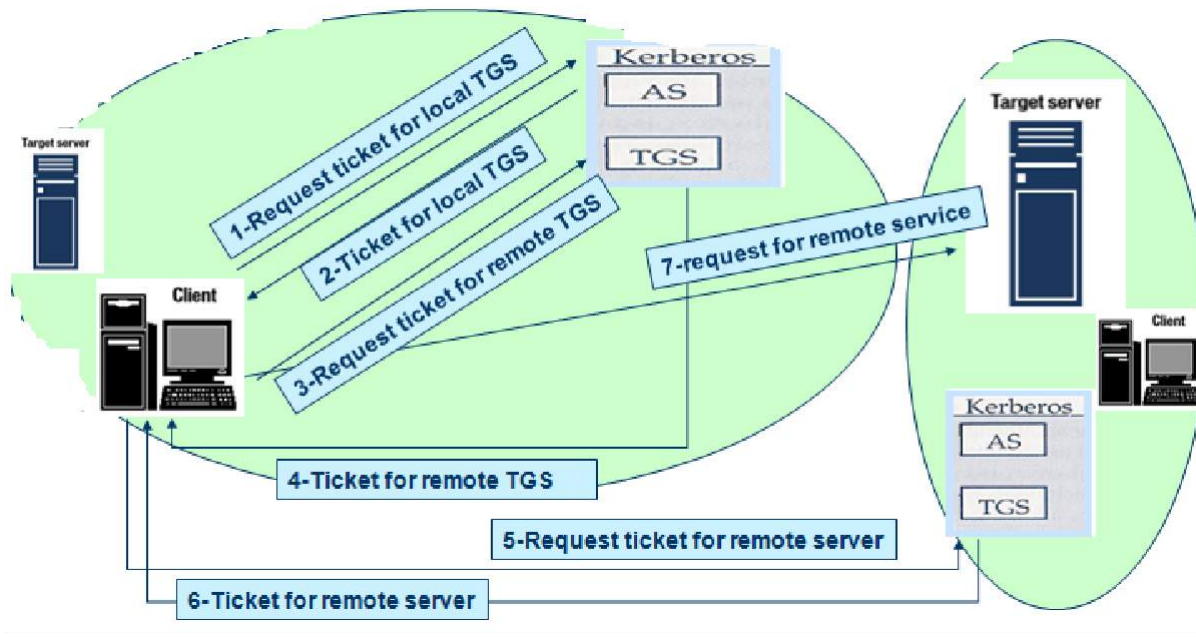 Kerberos
AS
TGS
Target server
1-Request ticket for local TGS
2-Ticket for local TGS
3-Request ticket for remote TGS
7-request for remote service
Client
4-Ticket for remote TGS
5-Request ticket for remote server
6-Ticket for remote server
Target server
Client
Kerberos
AS
TGS